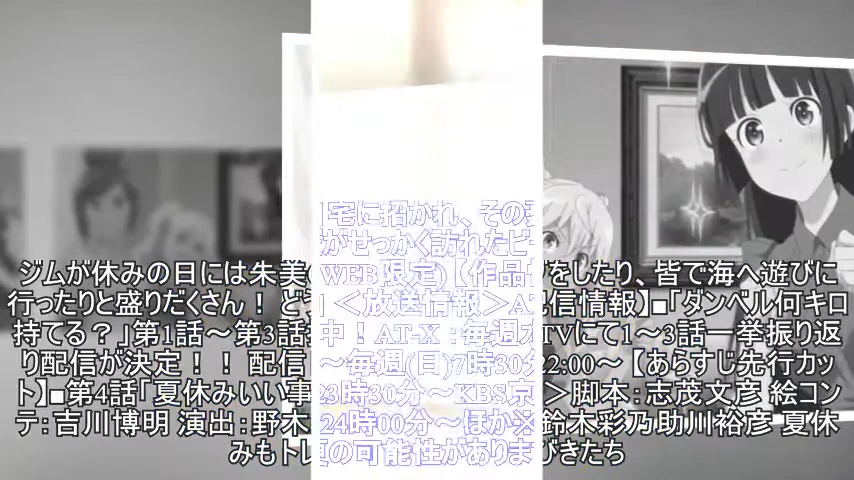 宅に招かれ、その
がせっかく訪れたビ
ジムが休みの日には朱美 WEB限定)【作品 をしたり、皆で海へ遊びに
行ったりと盛りだくさん！ ＜放送情報＞A 信情報】■「ダンベル何キロ
持てる？」第1話～第3話 中！AT-X：毎週 TVにて1～3話一挙振り返
り配信が決定！！ 配信 ～毎週(日)7時30分 22:00～【あらすじ先行カッ
ト】■第4話「夏休みいい事 23時30分～KBS京 ＞脚本：志茂文彦 絵コン
テ：吉川博明 演出：野木 24時00分～ほか※ 鈴木彩乃助川裕彦 夏休
みもトレ 更の可能性がありま びきたち